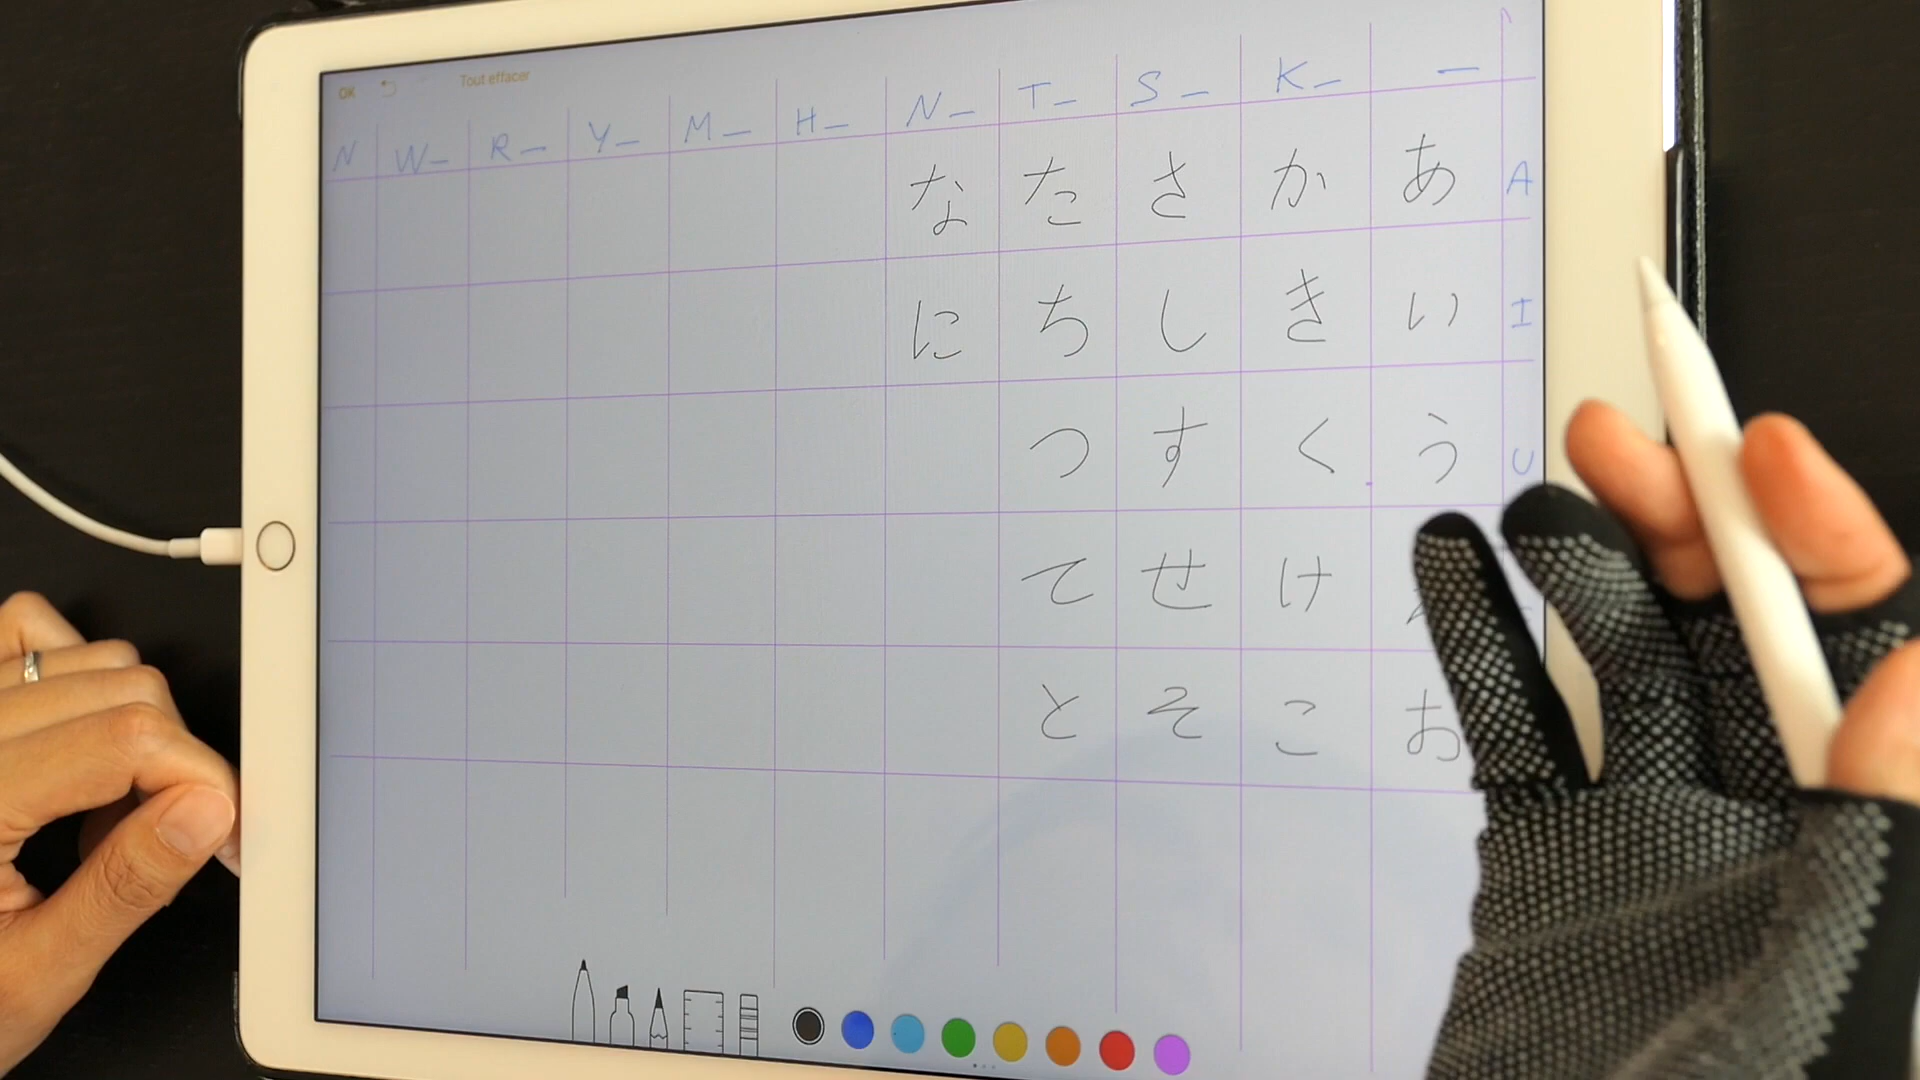 OK Tout effacer
N W_ R_ Y_ M_ H_ N_ T_ S_ K_ _
な た さ か あ A
に ち し き い I
つ す く う U
て せ け
と そ こ お